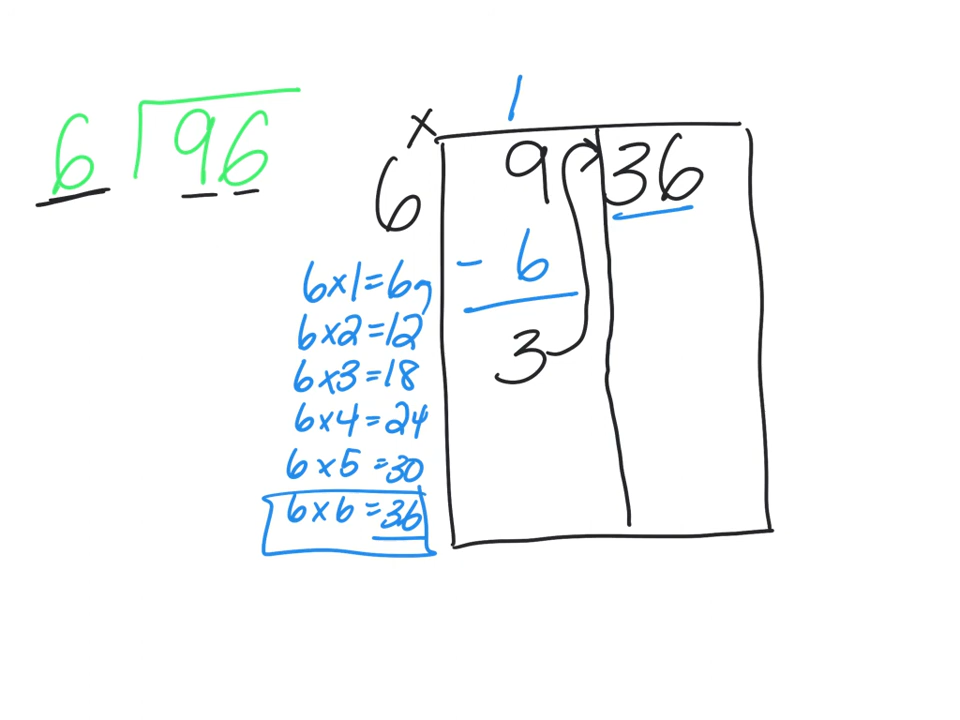 6 96
1
x
6 9 36
- 6
3
6x1=6
6x2=12
6x3=18
6x4=24
6x5=30
6x6=36